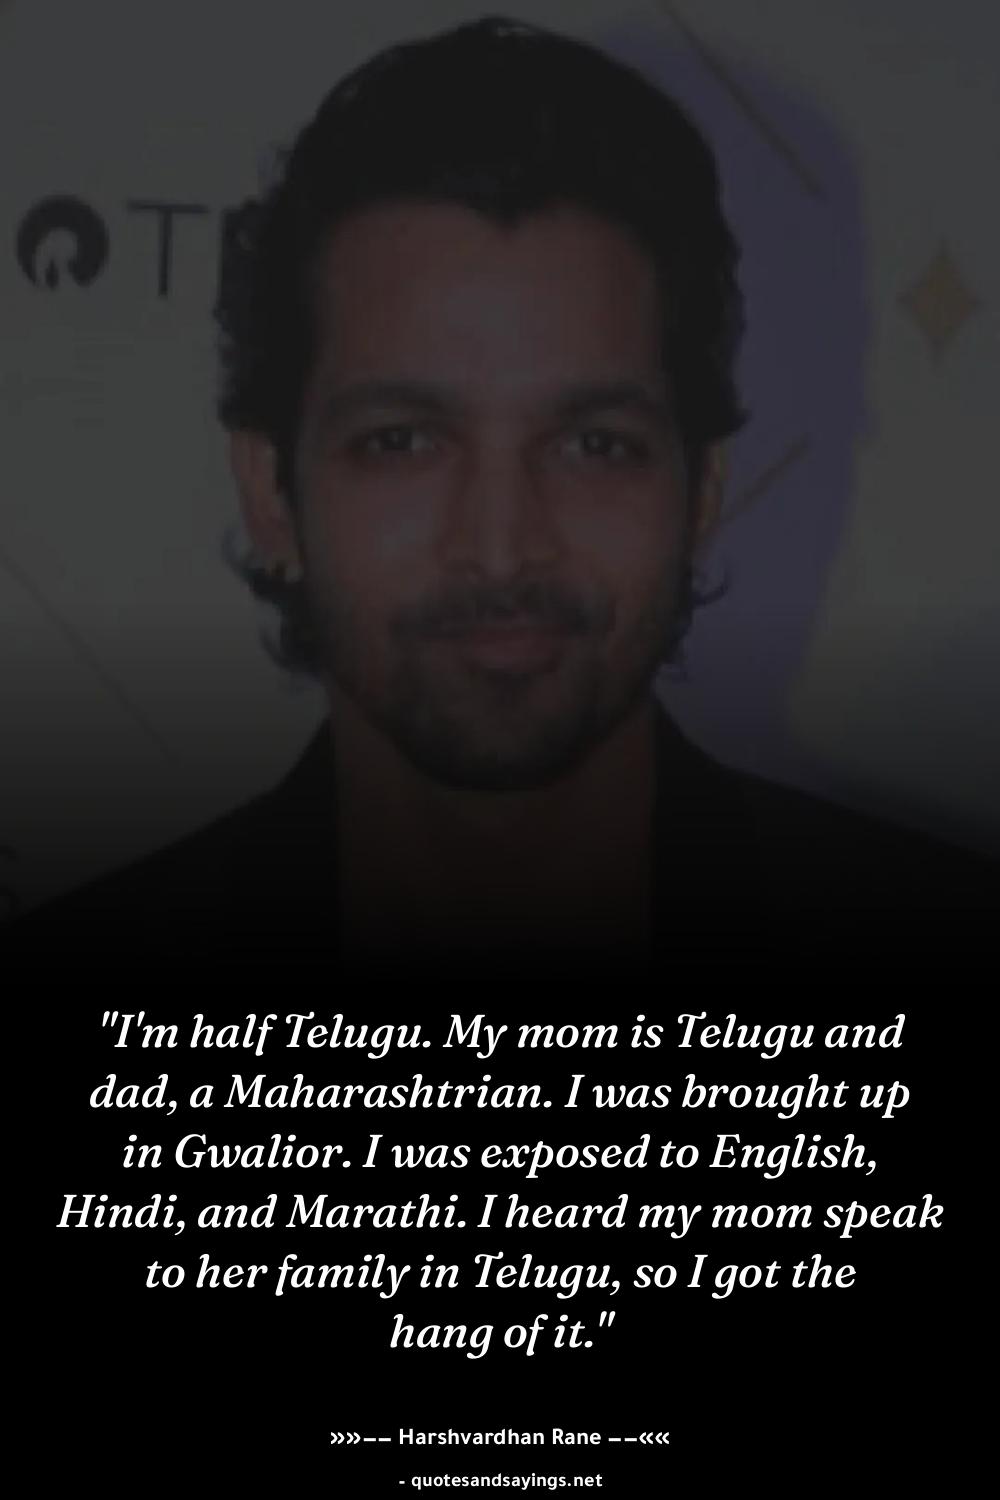 T
"I'm half Telugu. My mom is Telugu and
dad, a Maharashtrian. I was brought up
in Gwalior. I was exposed to English,
Hindi, and Marathi. I heard my mom speak
to her family in Telugu, so I got the
hang of it."
»»–– Harshvardhan Rane ––««
- quotesandsayings.net